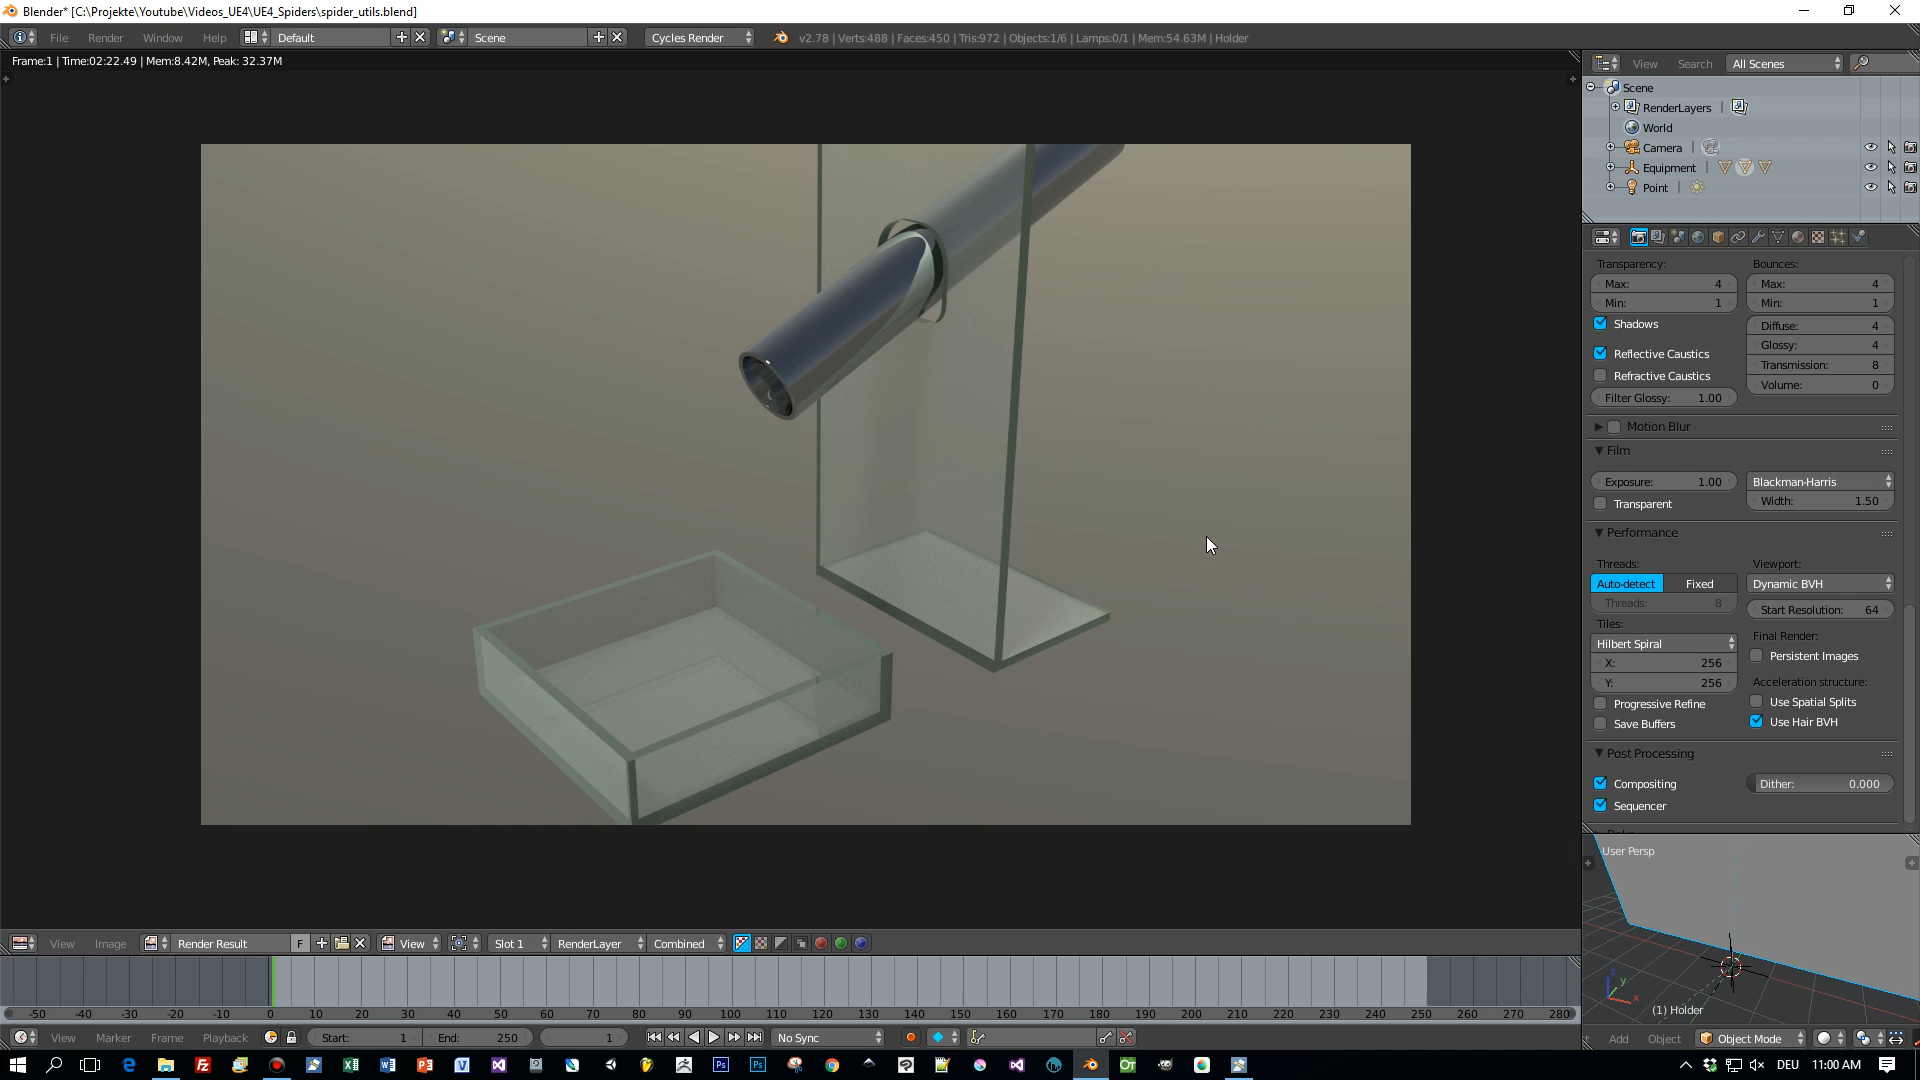 Blender* [C:\Projekte\Youtube\Videos_UE4\UE4_Spiders\spider_utils.blend]
File Render Window Help Default Scene Cycles Render v2.78 | Verts:488 | Faces:450 | Tris:972 | Objects:1/6 | Lamps:0/1 | Mem:54.63M | Holder
Frame:1 | Time:02:22.49 | Mem:8.42M, Peak: 32.37M
View Search All Scenes
Scene
RenderLayers |
World
Camera |
Equipment |
Point |
Transparency: Bounces:
Max: 4 Max: 4
Min: 1 Min: 1
Shadows Diffuse: 4
Glossy: 4
Reflective Caustics Transmission: 8
Refractive Caustics Volume: 0
Filter Glossy: 1.00
Motion Blur
Film
Exposure: 1.00 Blackman-Harris
Transparent Width: 1.50
Performance
Threads: Viewport:
Auto-detect Fixed Dynamic BVH
Threads: 8 Start Resolution: 64
Tiles: Final Render:
Hilbert Spiral Persistent Images
X: 256 Acceleration structure:
Y: 256 Use Spatial Splits
Progressive Refine Use Hair BVH
Save Buffers
Post Processing
Compositing Dither: 0.000
Sequencer
User Persp
(1) Holder
View Image Render Result F View Slot 1 RenderLayer Combined
-50 -40 -30 -20 -10 0 10 20 30 40 50 60 70 80 90 100 110 120 130 140 150 160 170 180 190 200 210 220 230 240 250 260 270 280
View Marker Frame Playback Start: 1 End: 250 1 No Sync
Add Object Object Mode
DEU 11:00 AM